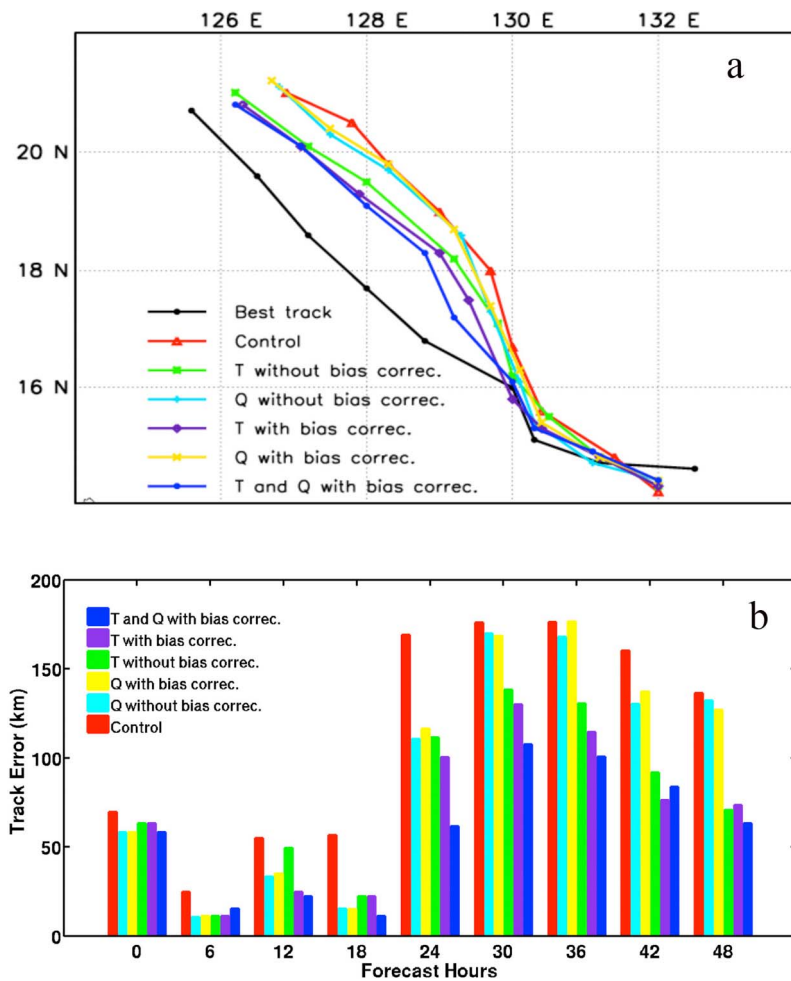 126 E 128 E 130 E 132 E
a
20 N
18 N
16 N
Best track
Control
T without bias correc.
Q without bias correc.
T with bias correc.
Q with bias correc.
T and Q with bias correc.
b
200
150
100
50
0
Track Error (km)
T and Q with bias correc.
T with bias correc.
T without bias correc.
Q with bias correc.
Q without bias correc.
Control
0 6 12 18 24 30 36 42 48
Forecast Hours